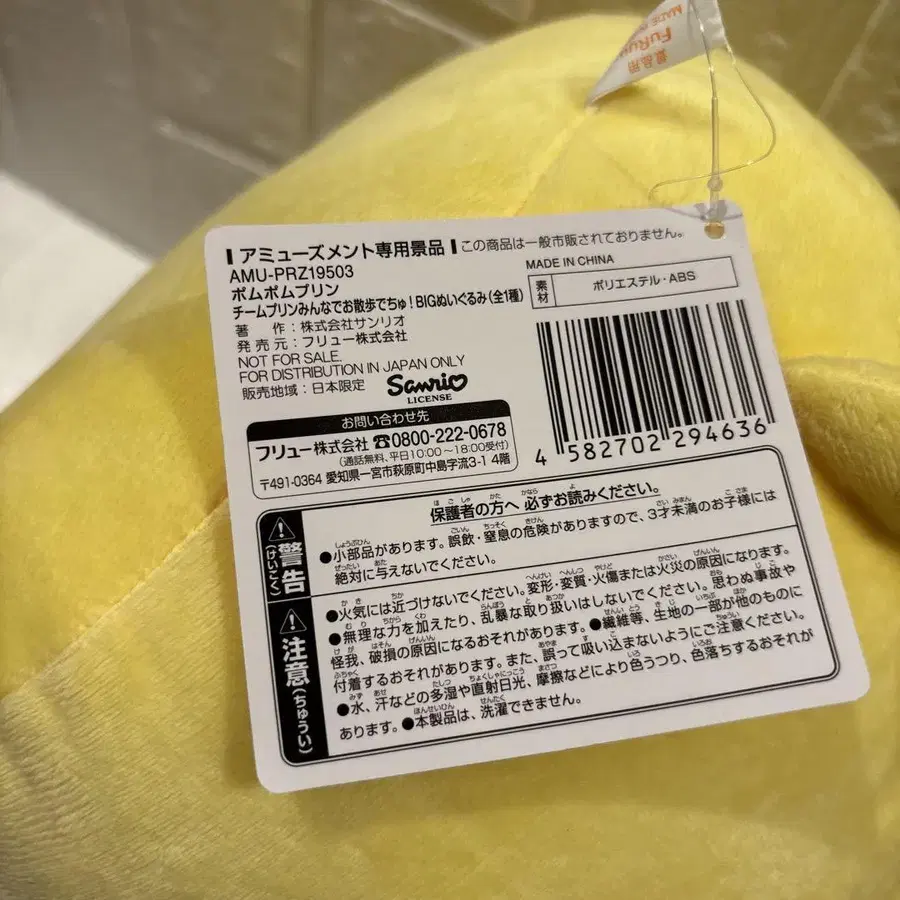 MADE IN
FuRyu
景品用
アミューズメント専用景品 この商品は一般市販されておりません。
AMU-PRZ19503
ポムポムプリン
チームプリンみんなでお散歩でちゅ!BIGぬいぐるみ(全1種)
著 作:株式会社サンリオ
発売元:フリュー株式会社
NOT FOR SALE.
FOR DISTRIBUTION IN JAPAN ONLY
販売地域:日本限定
Sanrio
LICENSE
MADE IN CHINA
素材 ポリエステル・ABS
4 582702 294636
お問い合わせ先
フリュー株式会社 ☎0800-222-0678
(通話無料、平日10:00~18:00受付)
〒491-0364 愛知県一宮市萩原町中島字流3-1 4階
保護者の方へ 必ずお読みください。
警告(けいこく)
●小部品があります。誤飲・窒息の危険がありますので、3才未満のお子様には
絶対に与えないでください。
注意(ちゅうい)
●火気には近づけないでください。変形・変質・火傷または火災の原因になります。
●無理な力を加えたり、乱暴な取り扱いはしないでください。思わぬ事故や
怪我、破損の原因になるおそれがあります。●繊維等、生地の一部が他のものに
付着するおそれがあります。また、誤って吸い込まないようにご注意ください。
●水、汗などの多湿や直射日光、摩擦などにより色うつり、色落ちするおそれが
あります。●本製品は、洗濯できません。